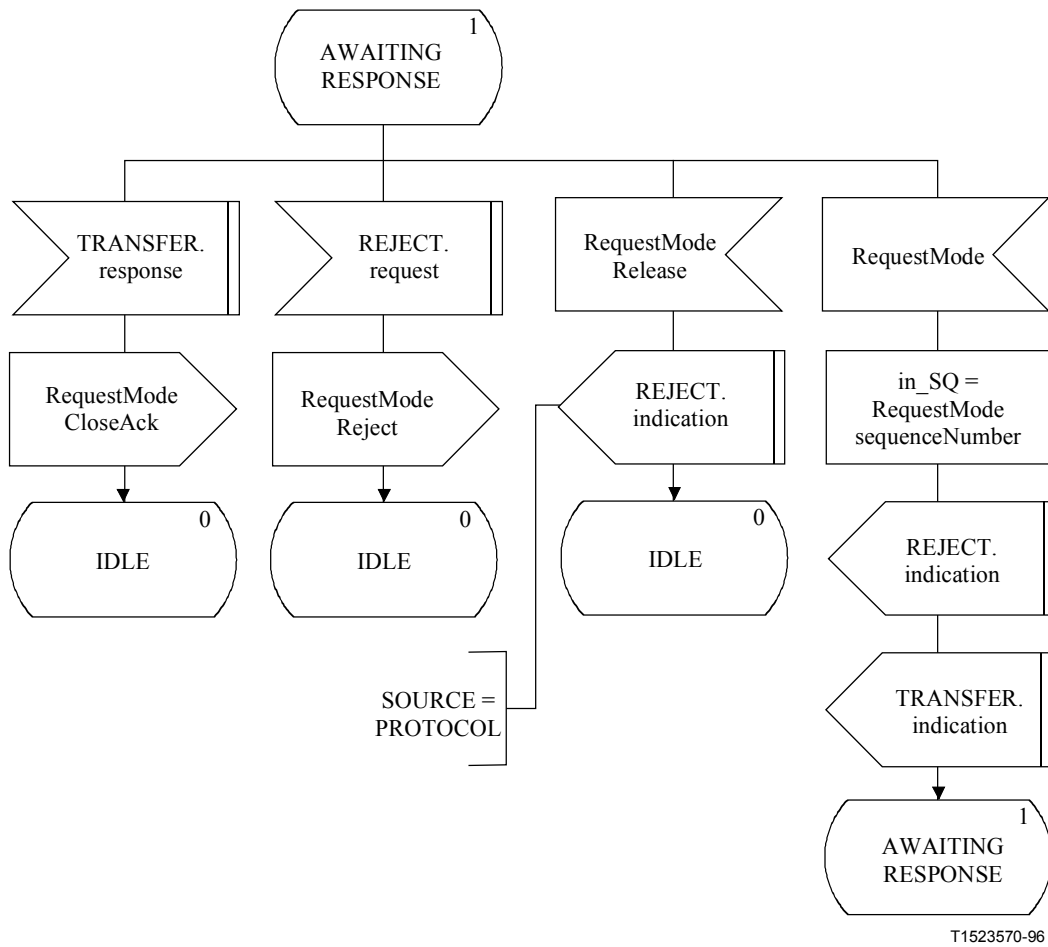 1
AWAITING
RESPONSE
TRANSFER.
response
REJECT.
request
RequestMode
Release
RequestMode
RequestMode
CloseAck
RequestMode
Reject
REJECT.
indication
in_SQ =
RequestMode
sequenceNumber
0
IDLE
0
IDLE
0
IDLE
REJECT.
indication
SOURCE =
PROTOCOL
TRANSFER.
indication
1
AWAITING
RESPONSE
T1523570-96